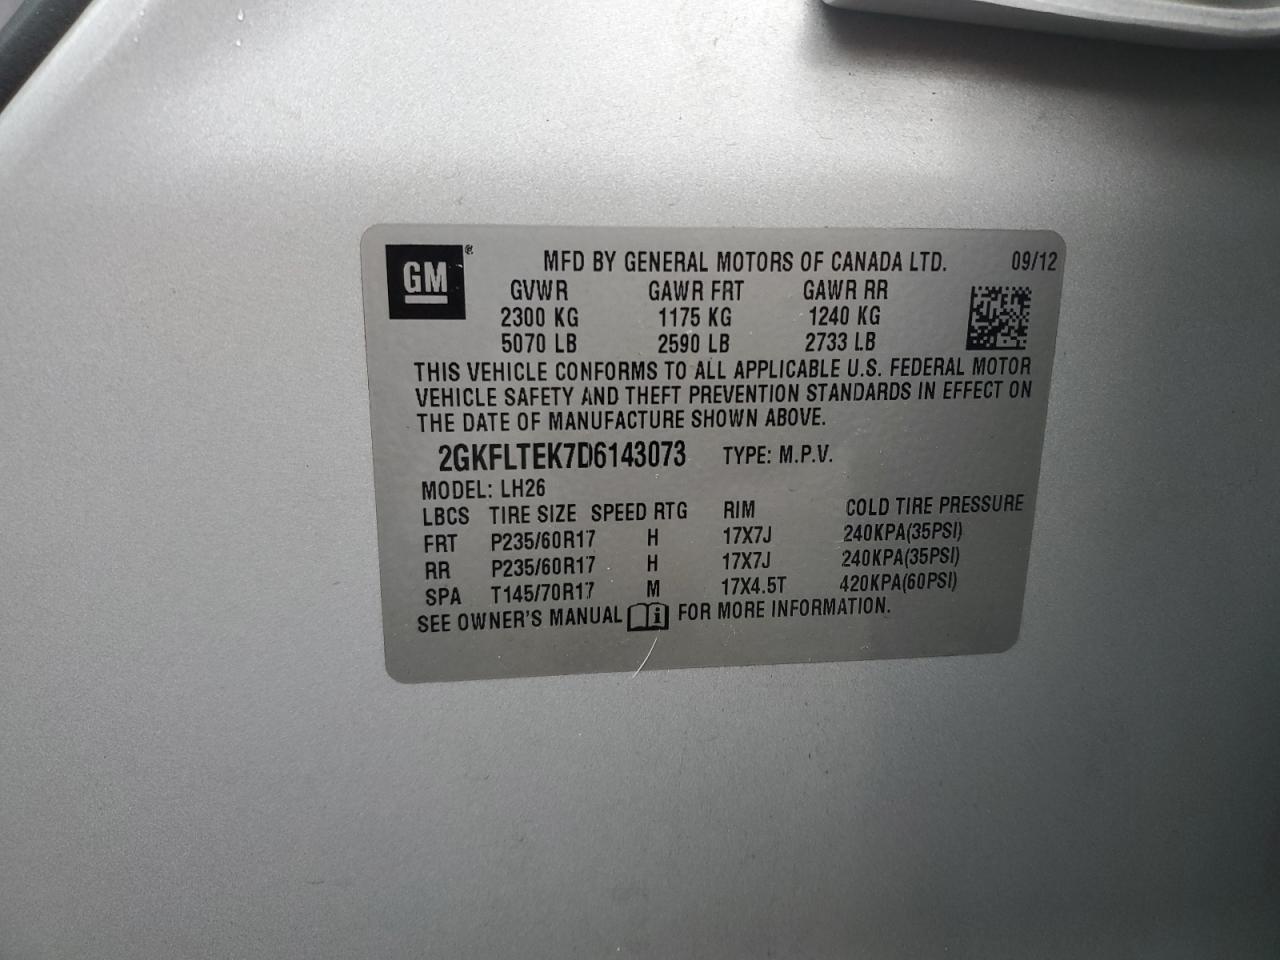 GM®
MFD BY GENERAL MOTORS OF CANADA LTD. 09/12
GVWR GAWR FRT GAWR RR
2300 KG 1175 KG 1240 KG
5070 LB 2590 LB 2733 LB
THIS VEHICLE CONFORMS TO ALL APPLICABLE U.S. FEDERAL MOTOR
VEHICLE SAFETY AND THEFT PREVENTION STANDARDS IN EFFECT ON
THE DATE OF MANUFACTURE SHOWN ABOVE.
2GKFLTEK7D6143073 TYPE: M.P.V.
MODEL: LH26
LBCS TIRE SIZE SPEED RTG RIM COLD TIRE PRESSURE
FRT P235/60R17 H 17X7J 240KPA(35PSI)
RR P235/60R17 H 17X7J 240KPA(35PSI)
SPA T145/70R17 M 17X4.5T 420KPA(60PSI)
SEE OWNER'S MANUAL i FOR MORE INFORMATION.